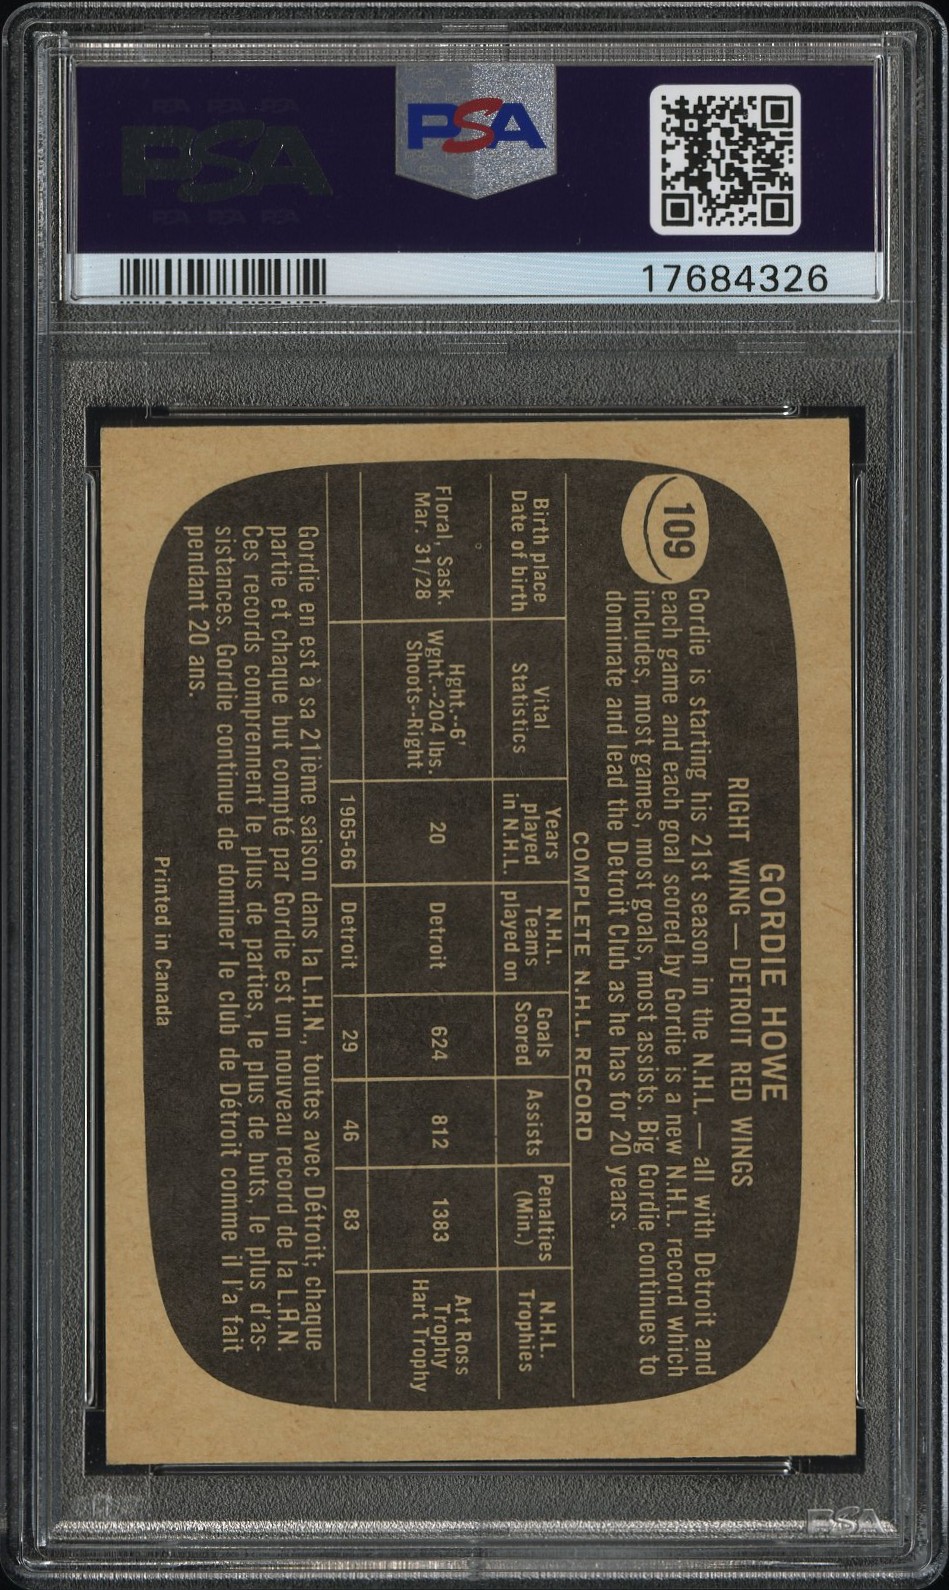 PSA
PSA
17684326
109
GORDIE HOWE
RIGHT WING—DETROIT RED WINGS
Gordie is starting his 21st season in the N.H.L.—all with Detroit and
each game and each goal scored by Gordie is a new N.H.L. record which
includes, most games, most goals, most assists. Big Gordie continues to
dominate and lead the Detroit Club as he has for 20 years.
COMPLETE N.H.L. RECORD
Birth place Date of birth | Vital Statistics | Years played in N.H.L. | N.H.L. Teams played on | Goals Scored | Assists | Penalties (Min.) | N.H.L. Trophies
Floral, Sask. Mar. 31/28 | Hght.--6' Wght.--204 lbs. Shots--Right | 20 | Detroit | 624 | 812 | 1383 | Art Ross Trophy Hart Trophy
1965-66 | Detroit | 29 | 46 | 83
Gordie en est à sa 21ième saison dans la L.H.N., toutes avec Détroit; chaque
partie et chaque but compté par Gordie est un nouveau record de la L.A.N.
Ces records comprennent le plus de parties, le plus de buts, le plus d'as-
sistances. Gordie continue de dominer le club de Détroit comme il l'a fait
pendant 20 ans.
Printed in Canada
PSA